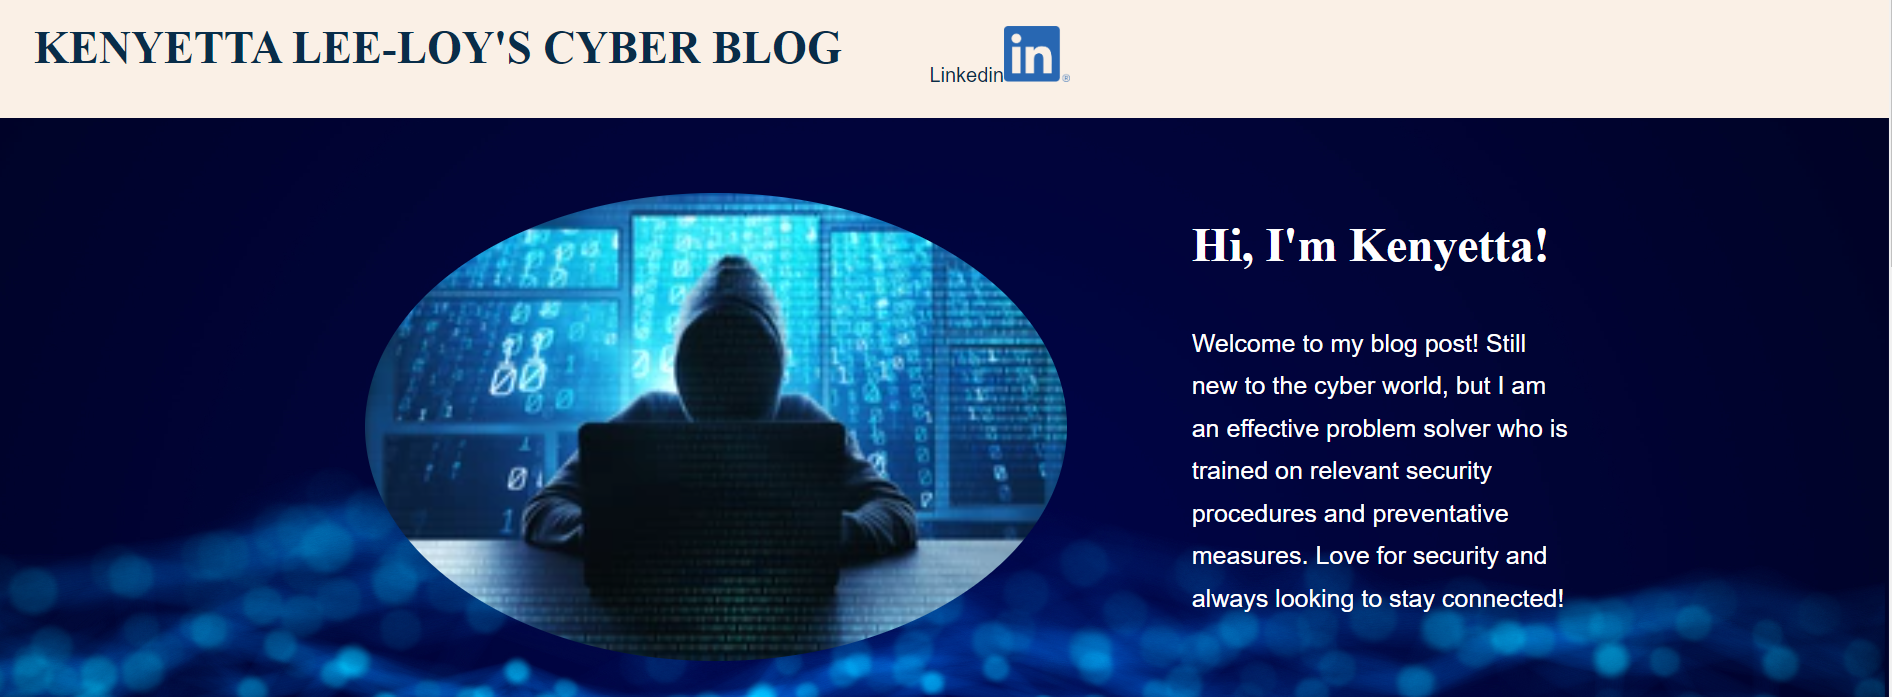 KENYETTA LEE-LOY'S CYBER BLOG
Linkedin in ®
Hi, I'm Kenyetta!
Welcome to my blog post! Still
new to the cyber world, but I am
an effective problem solver who is
trained on relevant security
procedures and preventative
measures. Love for security and
always looking to stay connected!